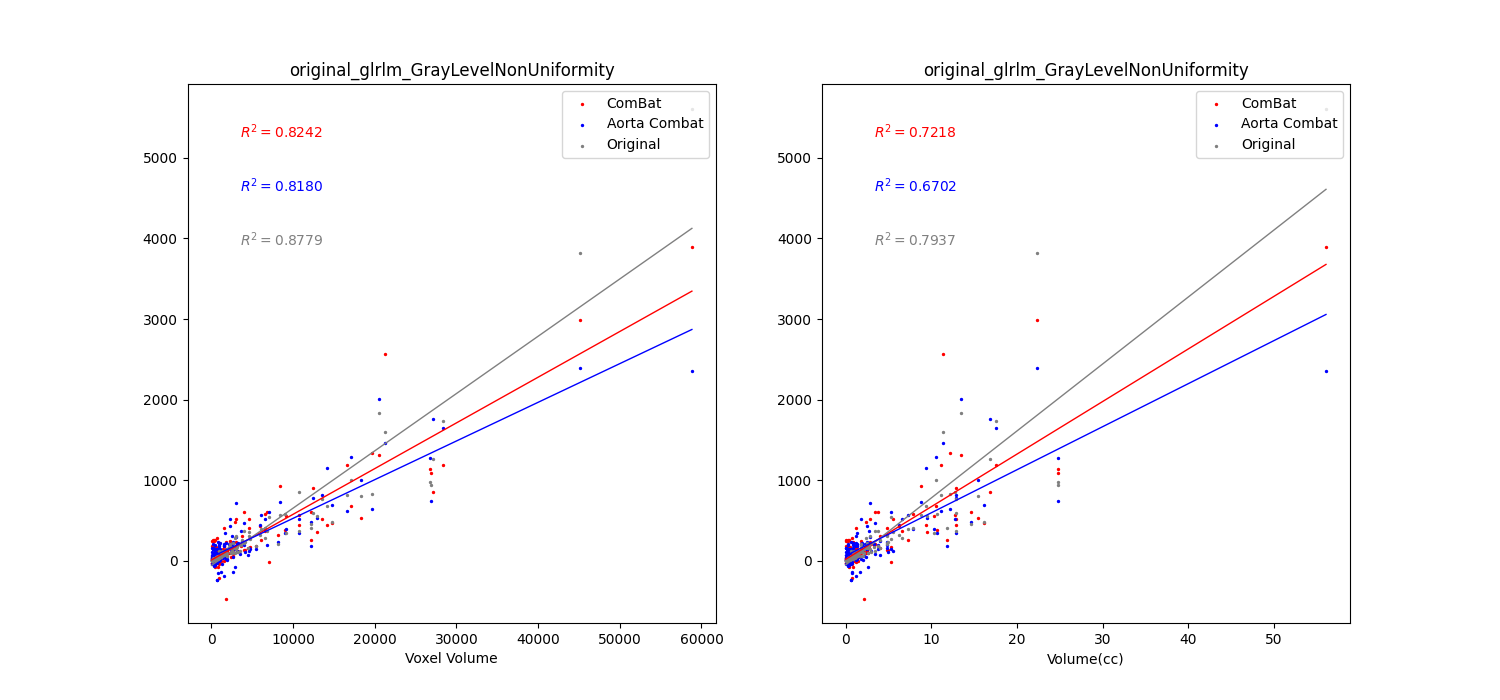 original_glrlm_GrayLevelNonUniformity
ComBat
Aorta Combat
Original
R² = 0.8242
R² = 0.8180
R² = 0.8779
5000
4000
3000
2000
1000
0
0 10000 20000 30000 40000 50000 60000
Voxel Volume
original_glrlm_GrayLevelNonUniformity
ComBat
Aorta Combat
Original
R² = 0.7218
R² = 0.6702
R² = 0.7937
5000
4000
3000
2000
1000
0
0 10 20 30 40 50
Volume(cc)